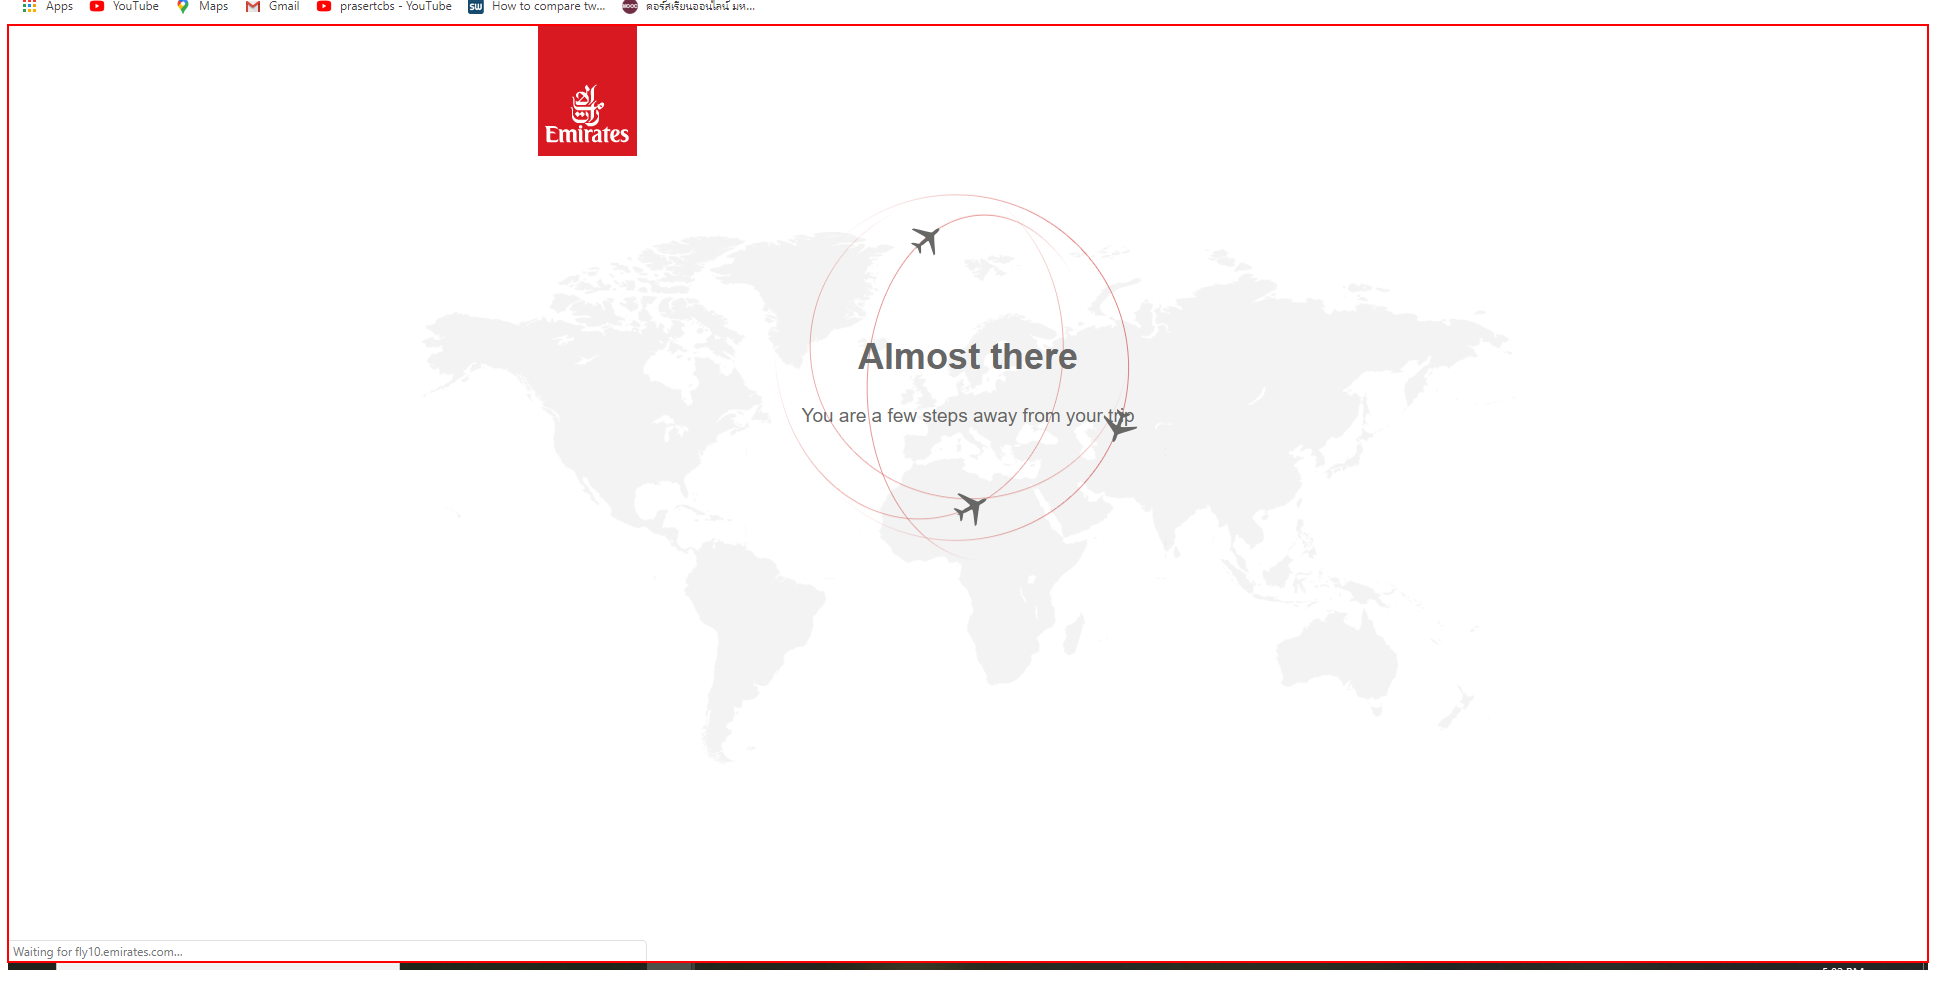 Apps YouTube Maps Gmail prasertcbs - YouTube How to compare tw... คอร์สเรียนออนไลน์ มห...
Emirates
Almost there
You are a few steps away from your trip
Waiting for fly10.emirates.com...